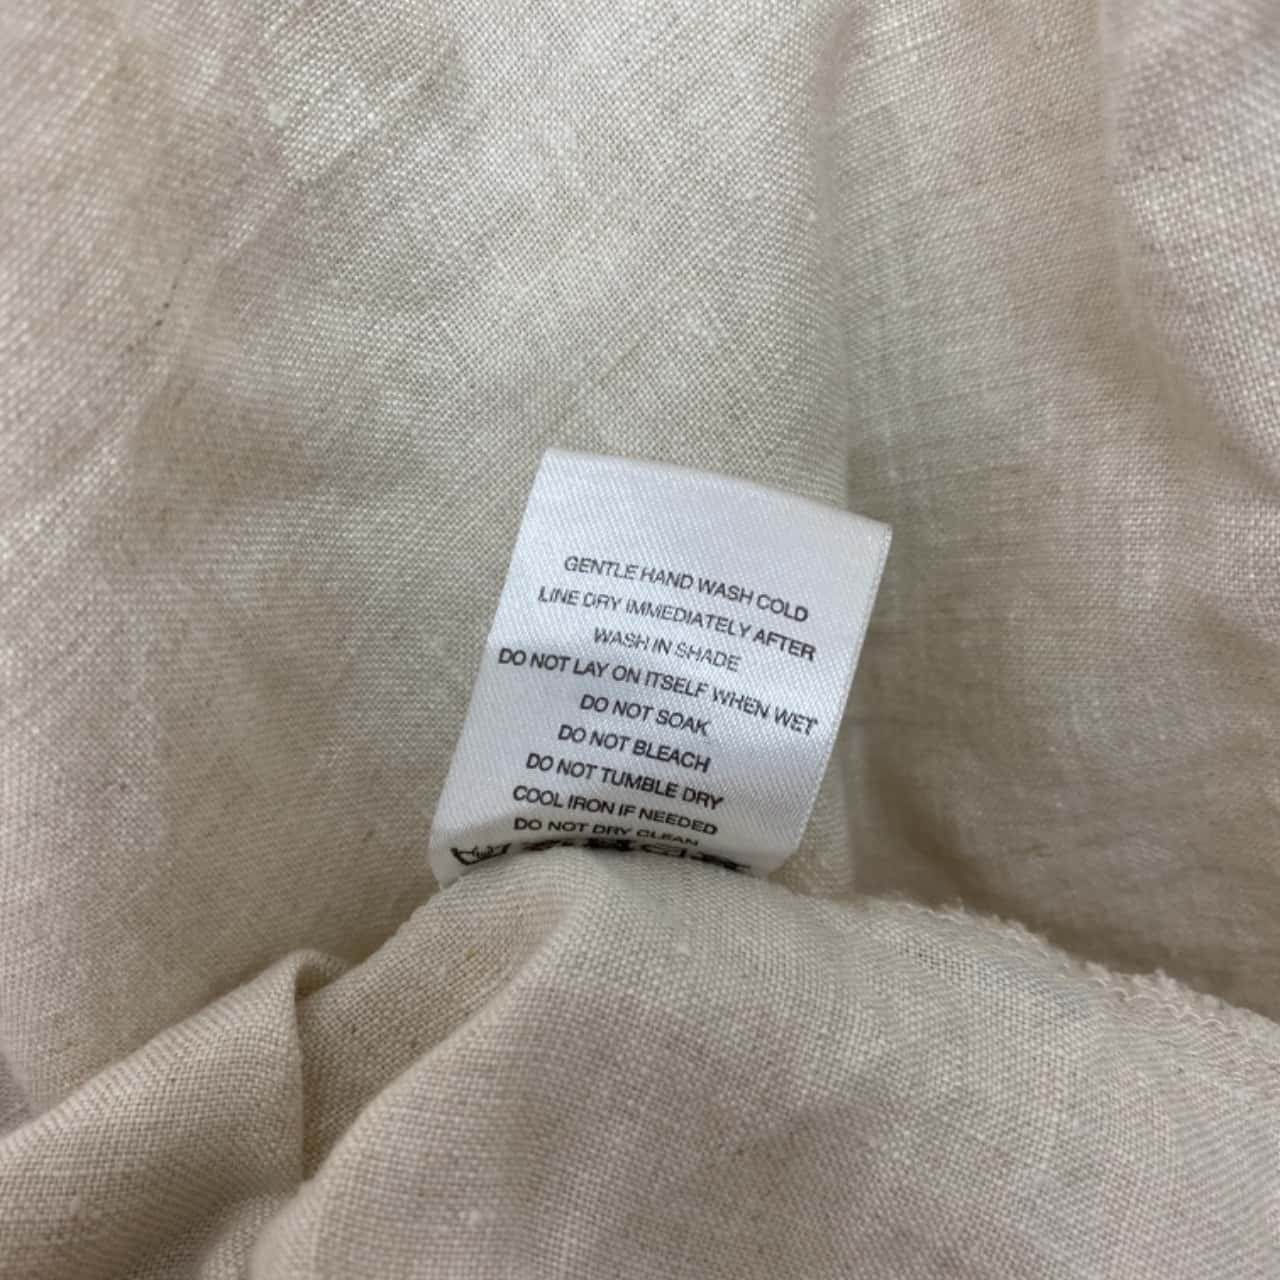 GENTLE HAND WASH COLD
LINE DRY IMMEDIATELY AFTER
WASH IN SHADE
DO NOT LAY ON ITSELF WHEN WET
DO NOT SOAK
DO NOT BLEACH
DO NOT TUMBLE DRY
COOL IRON IF NEEDED
DO NOT DRY CLEAN